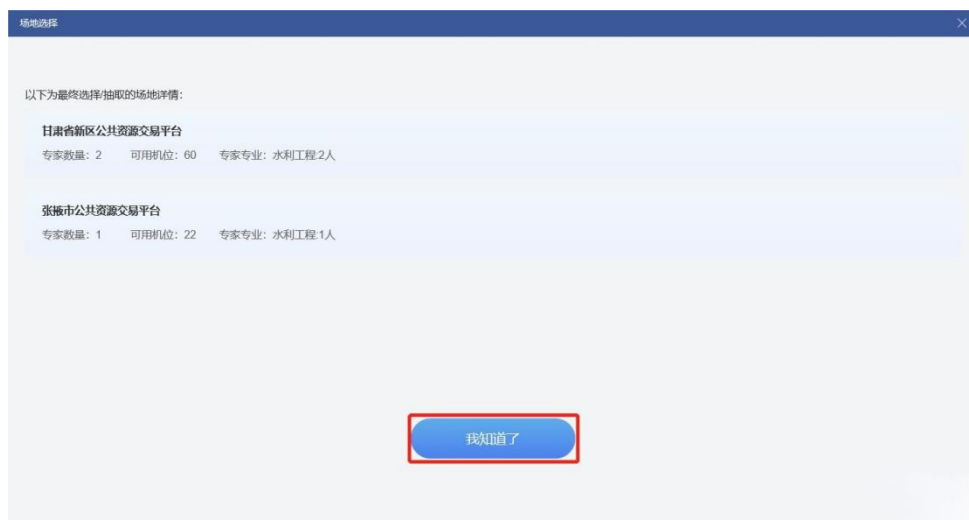 场地选择
以下为最终选择/抽取的场地详情：
甘肃省新区公共资源交易平台
专家数量：2 可用机位：60 专家专业：水利工程:2人
张掖市公共资源交易平台
专家数量：1 可用机位：22 专家专业：水利工程:1人
我知道了